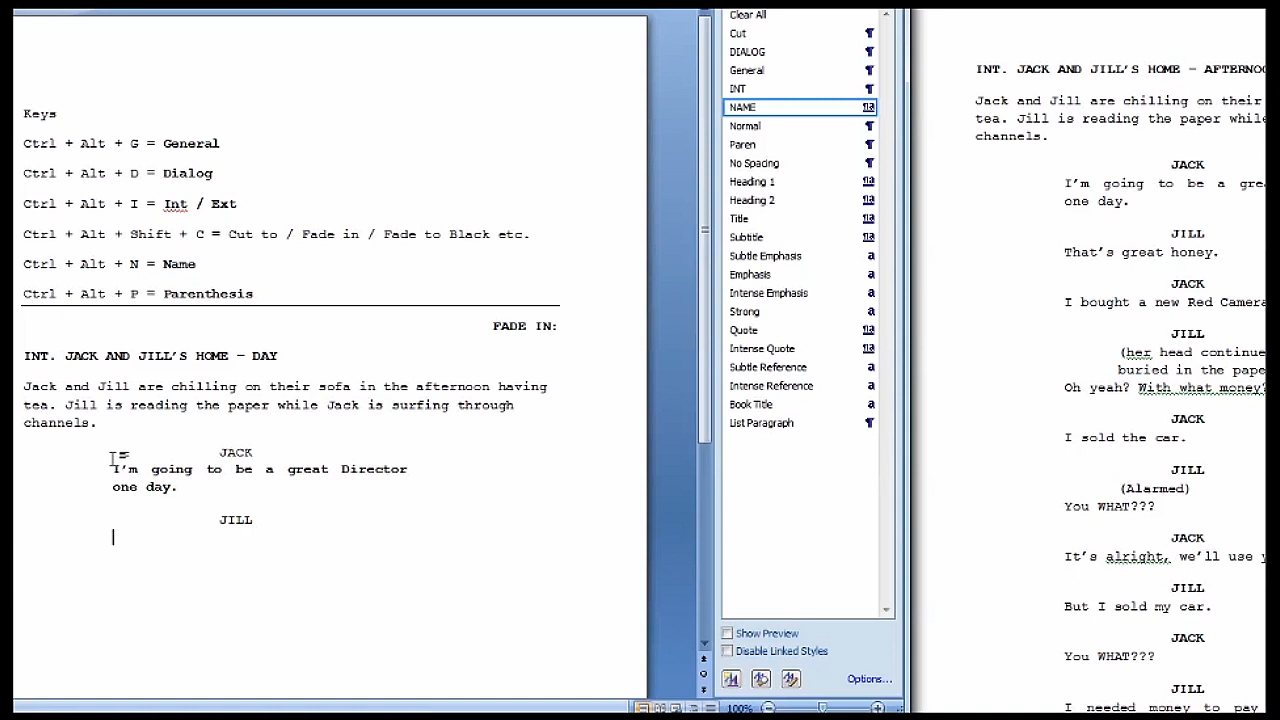 Keys
Ctrl + Alt + G = General
Ctrl + Alt + D = Dialog
Ctrl + Alt + I = Int / Ext
Ctrl + Alt + Shift + C = Cut to / Fade in / Fade to Black etc.
Ctrl + Alt + N = Name
Ctrl + Alt + P = Parenthesis
FADE IN:
INT. JACK AND JILL'S HOME – DAY
Jack and Jill are chilling on their sofa in the afternoon having
tea. Jill is reading the paper while Jack is surfing through
channels.
JACK
I'm going to be a great Director
one day.
JILL
Clear All
Cut
DIALOG
General
INT
NAME
Normal
Paren
No Spacing
Heading 1
Heading 2
Title
Subtitle
Subtle Emphasis
Emphasis
Intense Emphasis
Strong
Quote
Intense Quote
Subtle Reference
Intense Reference
Book Title
List Paragraph
Show Preview
Disable Linked Styles
Options...
100%
INT. JACK AND JILL'S HOME – AFTERNOO
Jack and Jill are chilling on their
tea. Jill is reading the paper while
channels.
JACK
I'm going to be a grea
one day.
JILL
That's great honey.
JACK
I bought a new Red Camera
JILL
(her head continue
buried in the pape
Oh yeah? With what money?
JACK
I sold the car.
JILL
(Alarmed)
You WHAT???
JACK
It's alright, we'll use y
JILL
But I sold my car.
JACK
You WHAT???
JILL
I needed money to pay